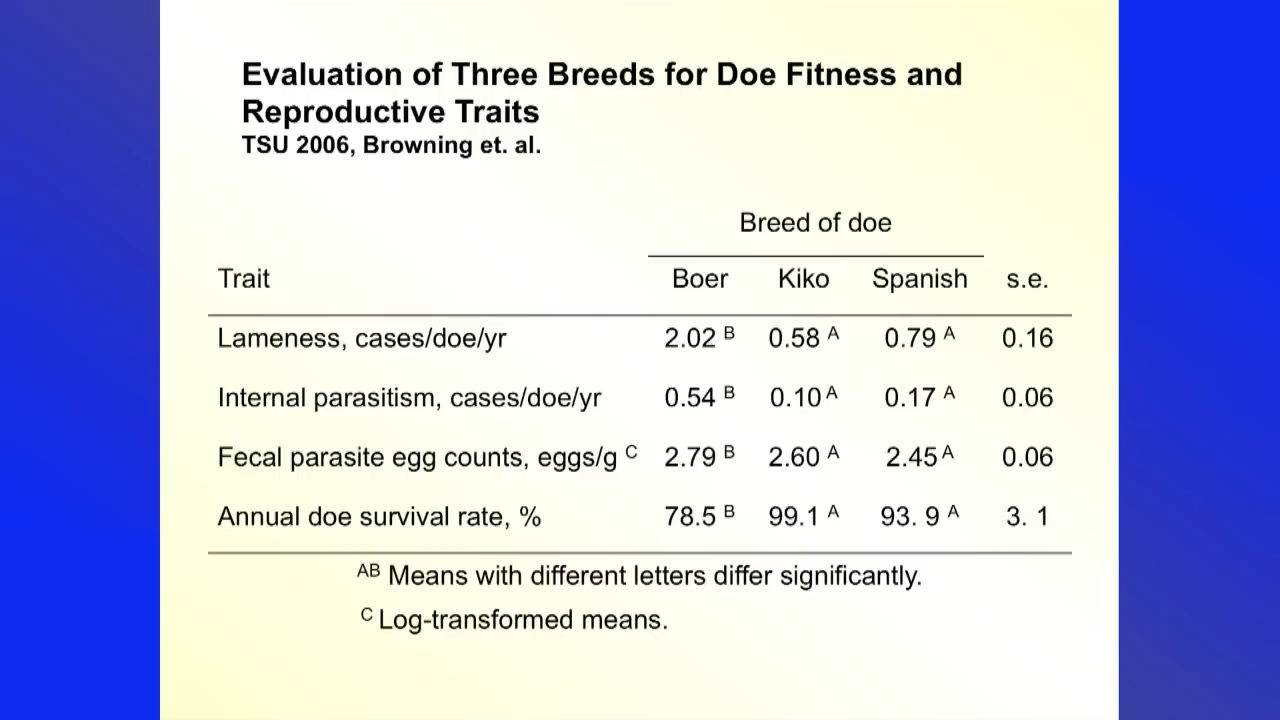 Evaluation of Three Breeds for Doe Fitness and
Reproductive Traits
TSU 2006, Browning et. al.
Breed of doe
Trait Boer Kiko Spanish s.e.
Lameness, cases/doe/yr 2.02 B 0.58 A 0.79 A 0.16
Internal parasitism, cases/doe/yr 0.54 B 0.10 A 0.17 A 0.06
Fecal parasite egg counts, eggs/g C 2.79 B 2.60 A 2.45 A 0.06
Annual doe survival rate, % 78.5 B 99.1 A 93. 9 A 3. 1
AB Means with different letters differ significantly.
C Log-transformed means.